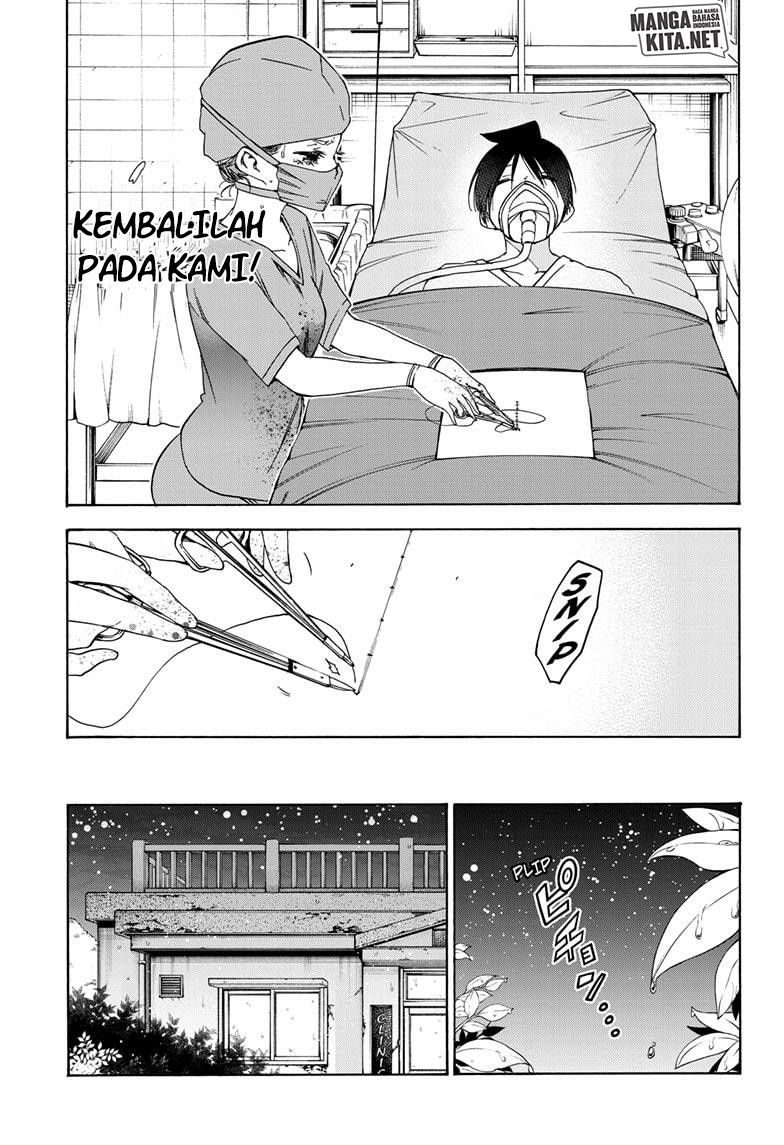 MANGA
KITA.NET
BACA MANGA
BAHASA
INDONESIA
KEMBALILAH
PADA KAMI!
SNIP
PLIP
ピチョン...
CLINIC